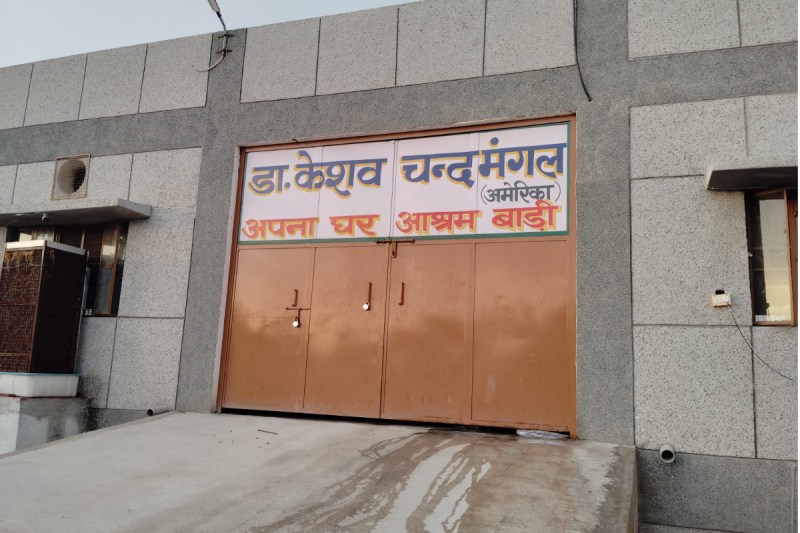 डा. केशव चन्द मंगल
(अमेरिका)
अपना घर आश्रम बाड़ी